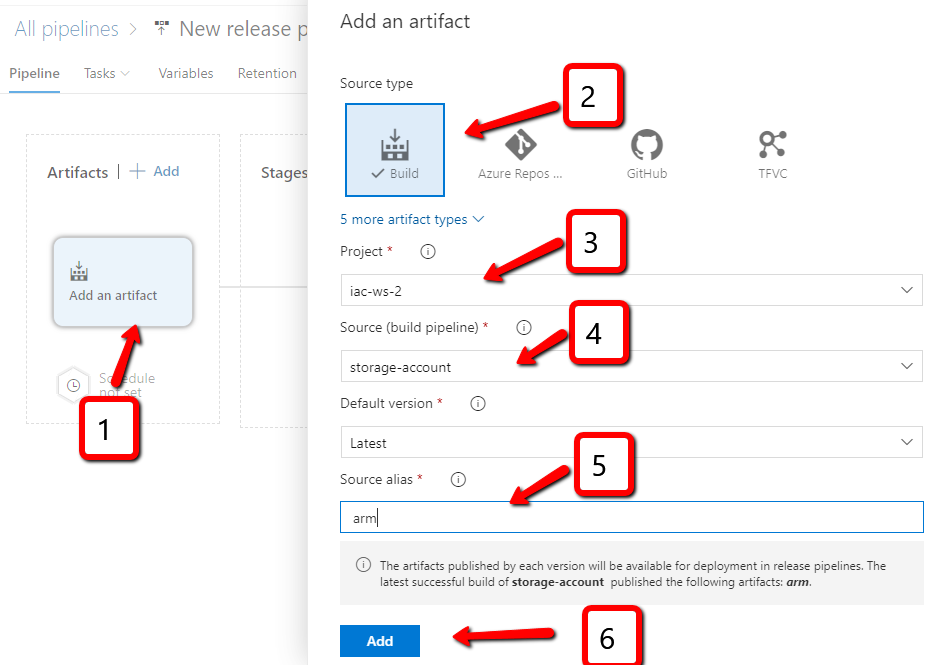 All pipelines > New release p
Pipeline Tasks Variables Retention
Artifacts | + Add
Stages
Add an artifact
Schedule
not set
1
Add an artifact
Source type
2
Build
Azure Repos ...
GitHub
TFVC
5 more artifact types
3
Project *
iac-ws-2
4
Source (build pipeline) *
storage-account
Default version *
Latest
5
Source alias *
arm
The artifacts published by each version will be available for deployment in release pipelines. The
latest successful build of storage-account published the following artifacts: arm.
Add
6